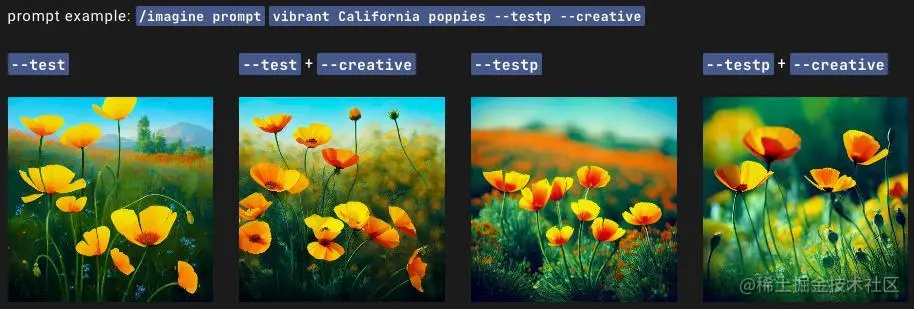 prompt example: /imagine prompt vibrant California poppies --testp --creative
--test
--test + --creative
--testp
--testp + --creative
@稀土掘金技术社区